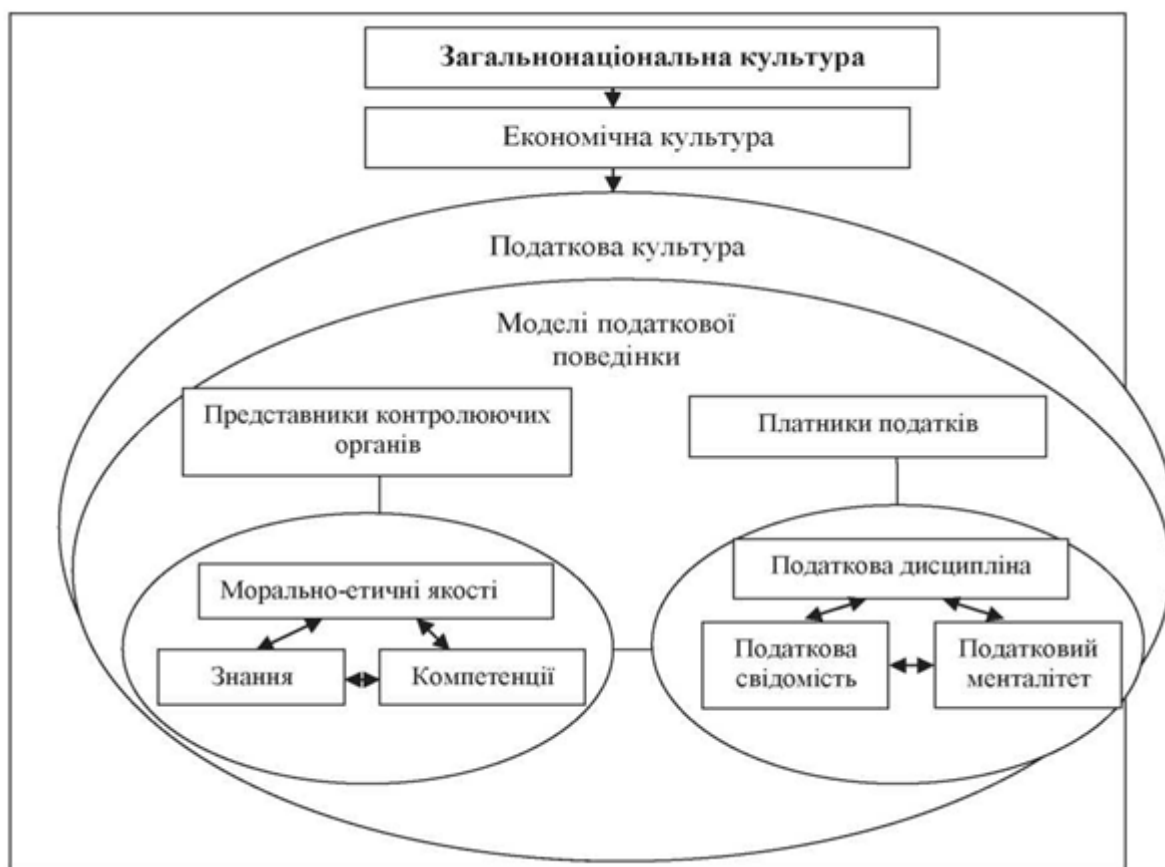 Загальнонаціональна культура
Економічна культура
Податкова культура
Моделі податкової
поведінки
Представники контролюючих
органів
Платники податків
Морально-етичні якості
Знання
Компетенції
Податкова дисципліна
Податкова
свідомість
Податковий
менталітет